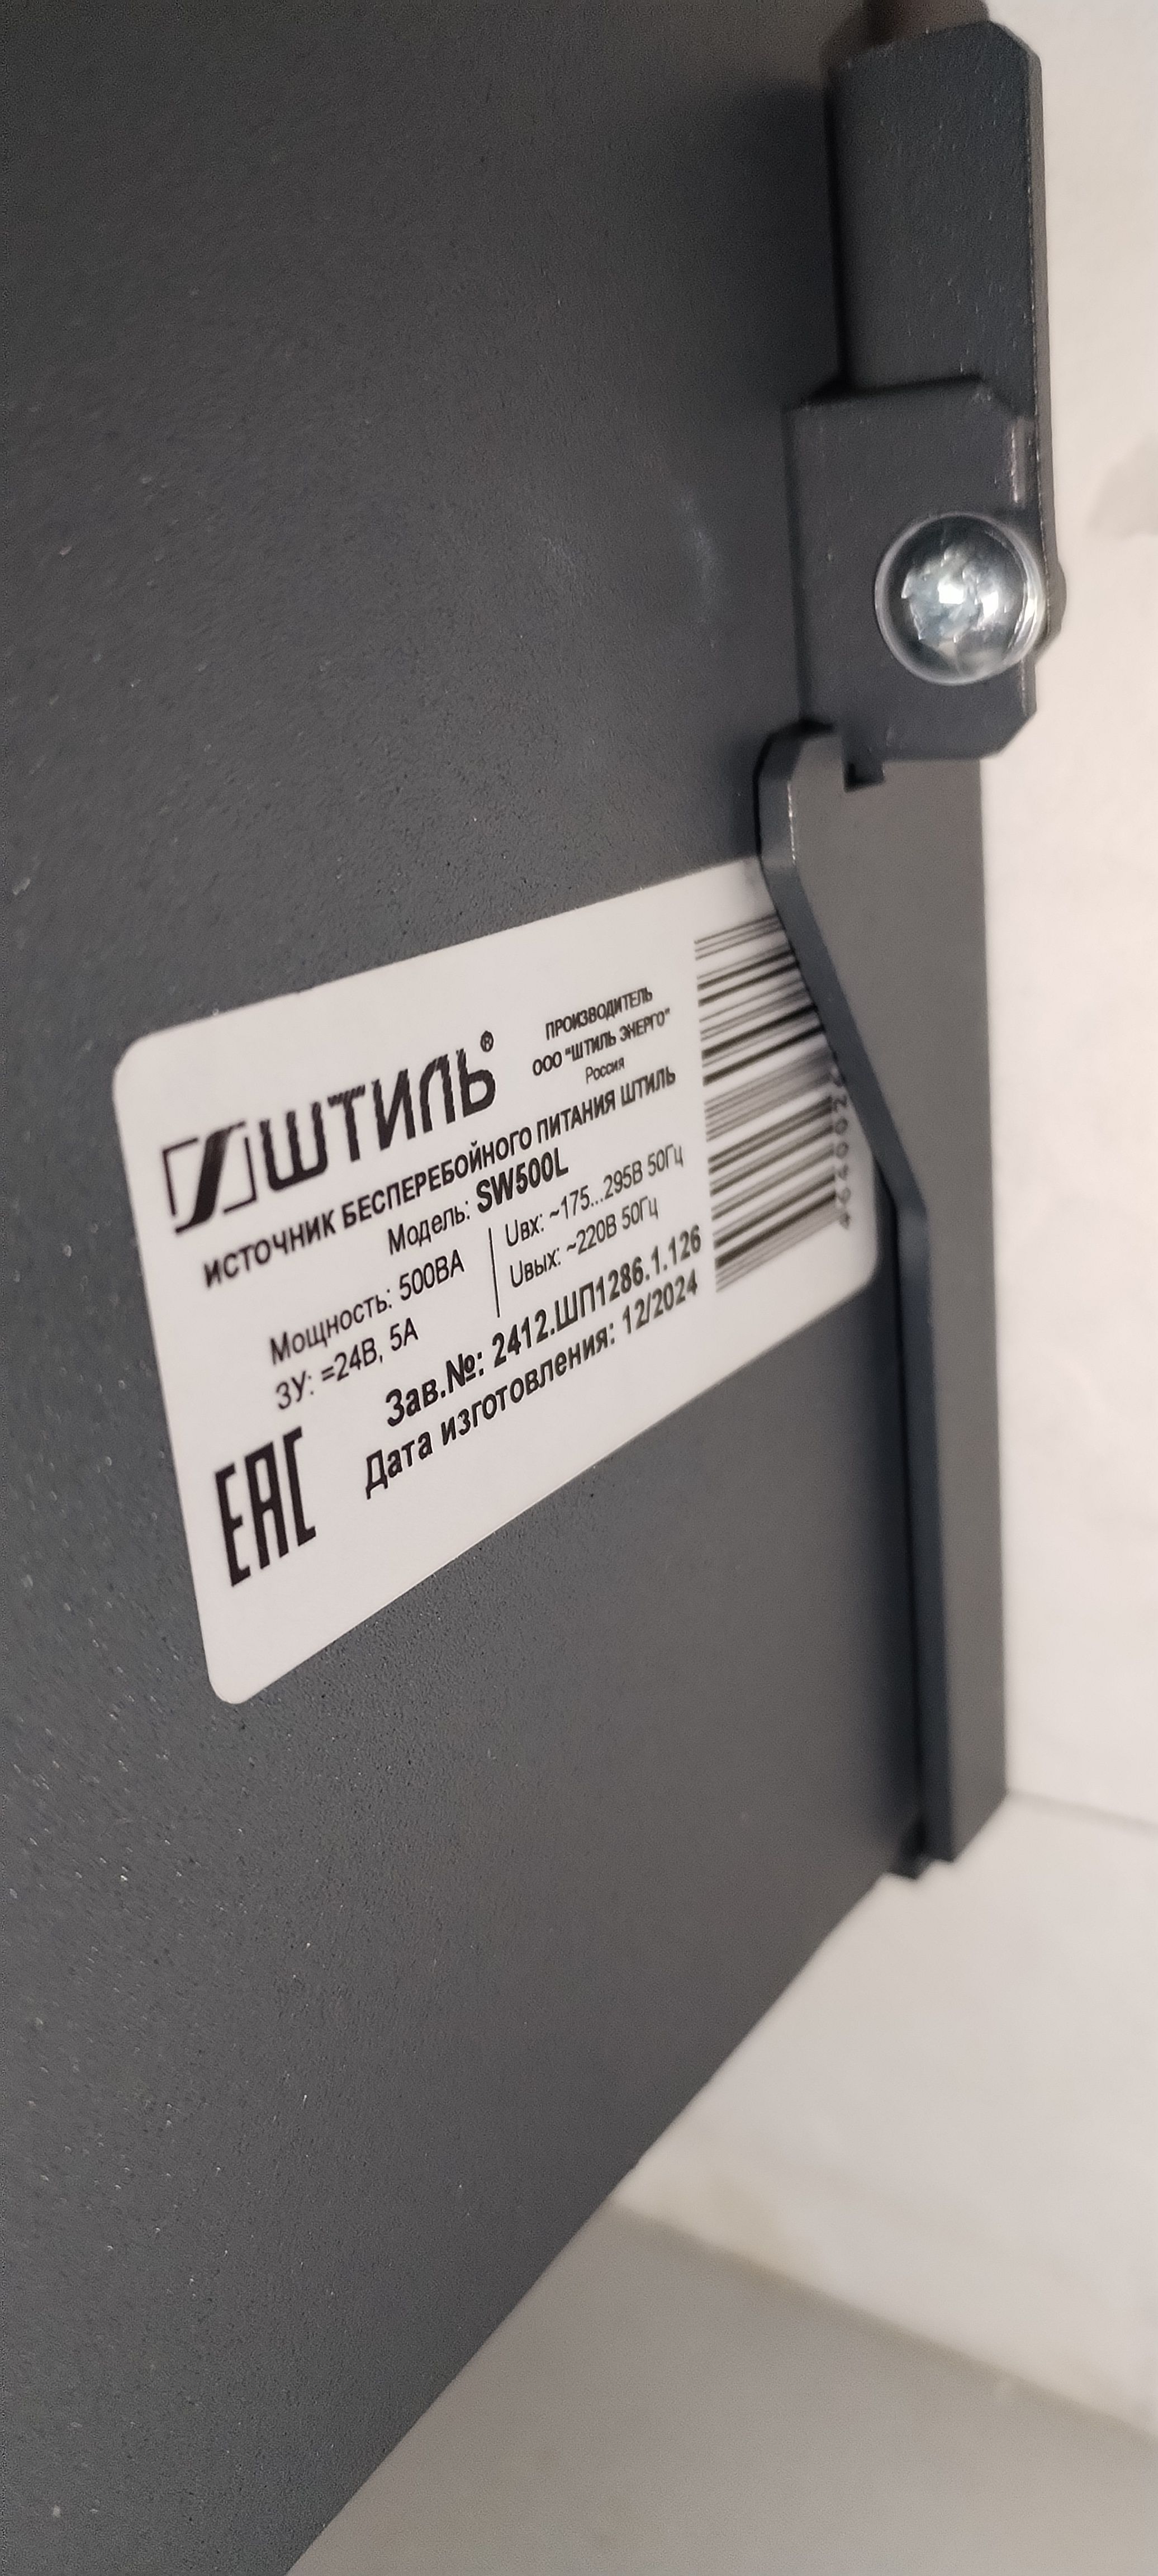 ШТИЛЬ®
ПРОИЗВОДИТЕЛЬ
ООО "ШТИЛЬ ЭНЕРГО"
Россия
ИСТОЧНИК БЕСПЕРЕБОЙНОГО ПИТАНИЯ ШТИЛЬ
Модель: SW500L
Мощность: 500ВА
ЗУ: =24В, 5А
Uвх: ~175...295В 50Гц
Uвых: ~220В 50Гц
Зав.№: 2412.ШП1286.1.126
Дата изготовления: 12/2024
EAC